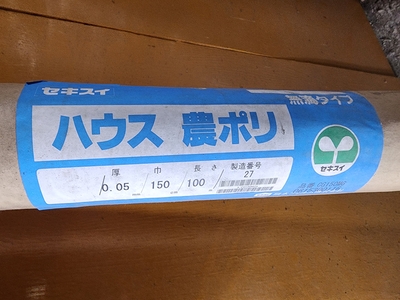 セキスイ
無滴タイプ
ハウス 農ポリ
厚 巾 長さ 製造番号
0.05 150 100 27
セキスイ